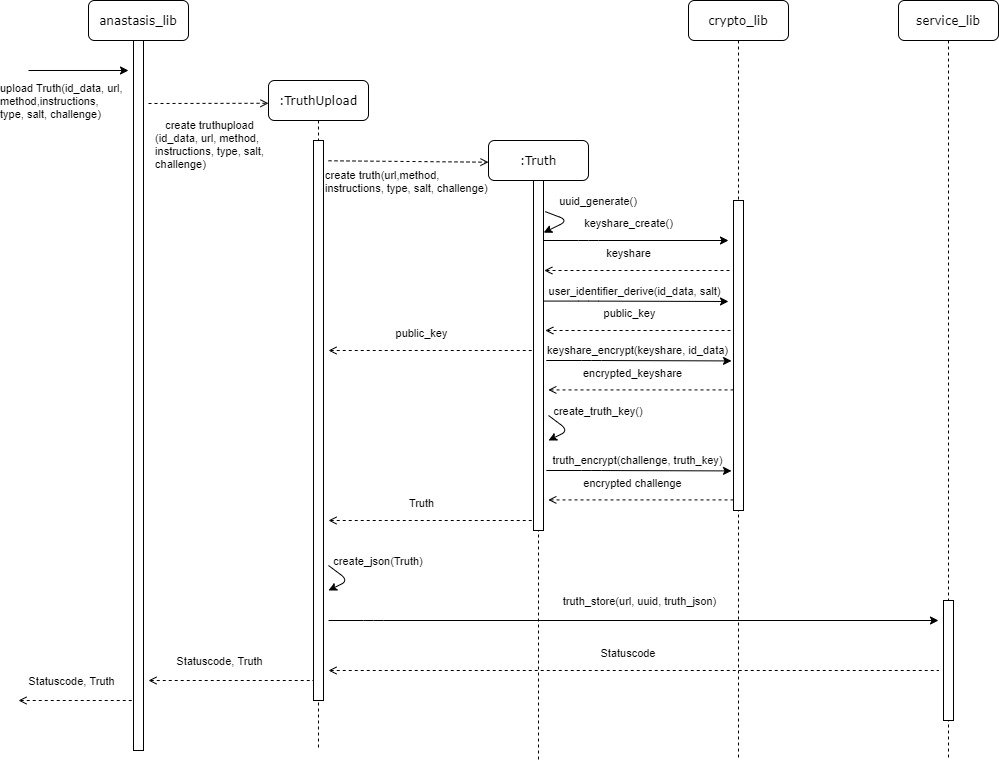 anastasis_lib
crypto_lib
service_lib
upload Truth(id_data, url,
method,instructions,
type, salt, challenge)
:TruthUpload
create truthupload
(id_data, url, method,
instructions, type, salt,
challenge)
:Truth
create truth(url,method,
instructions, type, salt, challenge)
uuid_generate()
keyshare_create()
keyshare
user_identifier_derive(id_data, salt)
public_key
public_key
keyshare_encrypt(keyshare, id_data)
encrypted_keyshare
create_truth_key()
truth_encrypt(challenge, truth_key)
encrypted challenge
Truth
create_json(Truth)
truth_store(url, uuid, truth_json)
Statuscode
Statuscode, Truth
Statuscode, Truth